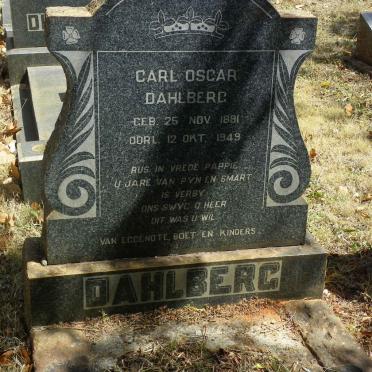 CARL OSCAR
DAHLBERG
GEB. 25 NOV 1881
OORL. 12 OKT. 1949
RUS IN VREDE PAPPIE
U JARE VAN PYN EN SMART
IS VERBY.
ONS SWYG O HEER
DIT WAS U WIL
VAN EGGENOTE, BOET EN KINDERS.
DAHLBERG